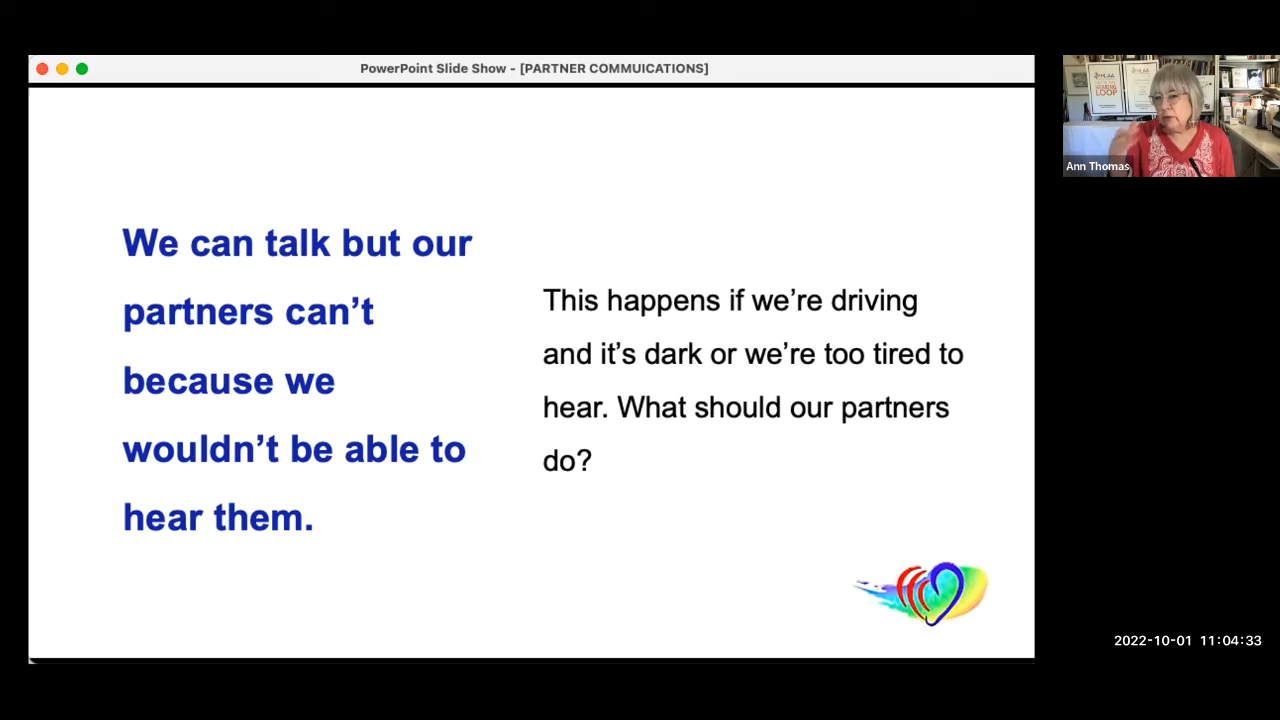 PowerPoint Slide Show - [PARTNER COMMUICATIONS]
We can talk but our
partners can’t
because we
wouldn’t be able to
hear them.
This happens if we’re driving
and it’s dark or we’re too tired to
hear. What should our partners
do?
HLAA
LOOP
Ann Thomas
2022-10-01 11:04:33